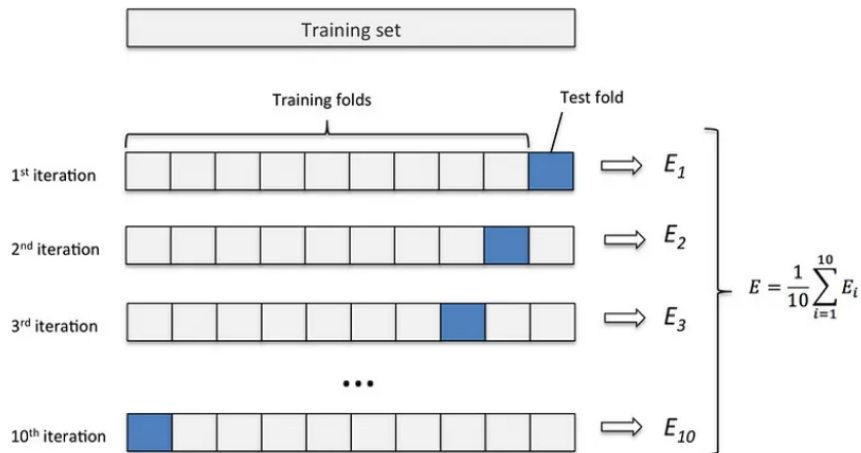 Training set
Training folds
Test fold
1st iteration
E1
2nd iteration
E2
3rd iteration
E3
E = 1/10 ∑ i=1 10 Ei
...
10th iteration
E10